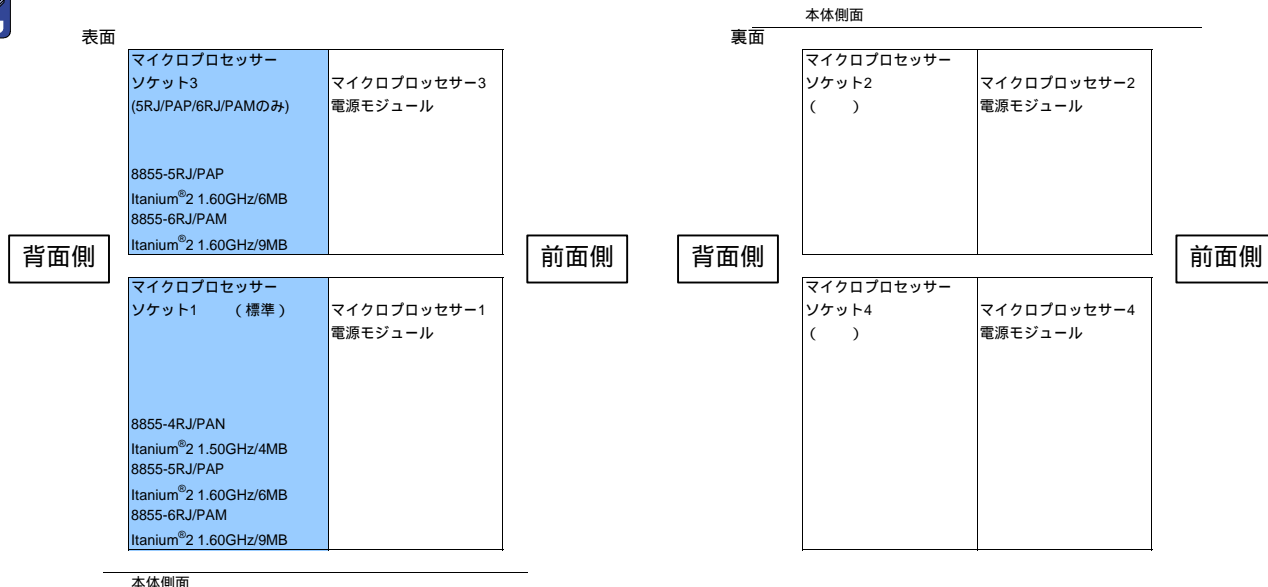 表面
マイクロプロセッサー
ソケット3
(5RJ/PAP/6RJ/PAMのみ)
8855-5RJ/PAP
Itanium®2 1.60GHz/6MB
8855-6RJ/PAM
Itanium®2 1.60GHz/9MB
マイクロプロッセサー3
電源モジュール
背面側
前面側
マイクロプロセッサー
ソケット1 (標準)
8855-4RJ/PAN
Itanium®2 1.50GHz/4MB
8855-5RJ/PAP
Itanium®2 1.60GHz/6MB
8855-6RJ/PAM
Itanium®2 1.60GHz/9MB
マイクロプロッセサー1
電源モジュール
本体側面
本体側面
裏面
マイクロプロセッサー
ソケット2
( )
マイクロプロッセサー2
電源モジュール
背面側
前面側
マイクロプロセッサー
ソケット4
( )
マイクロプロッセサー4
電源モジュール